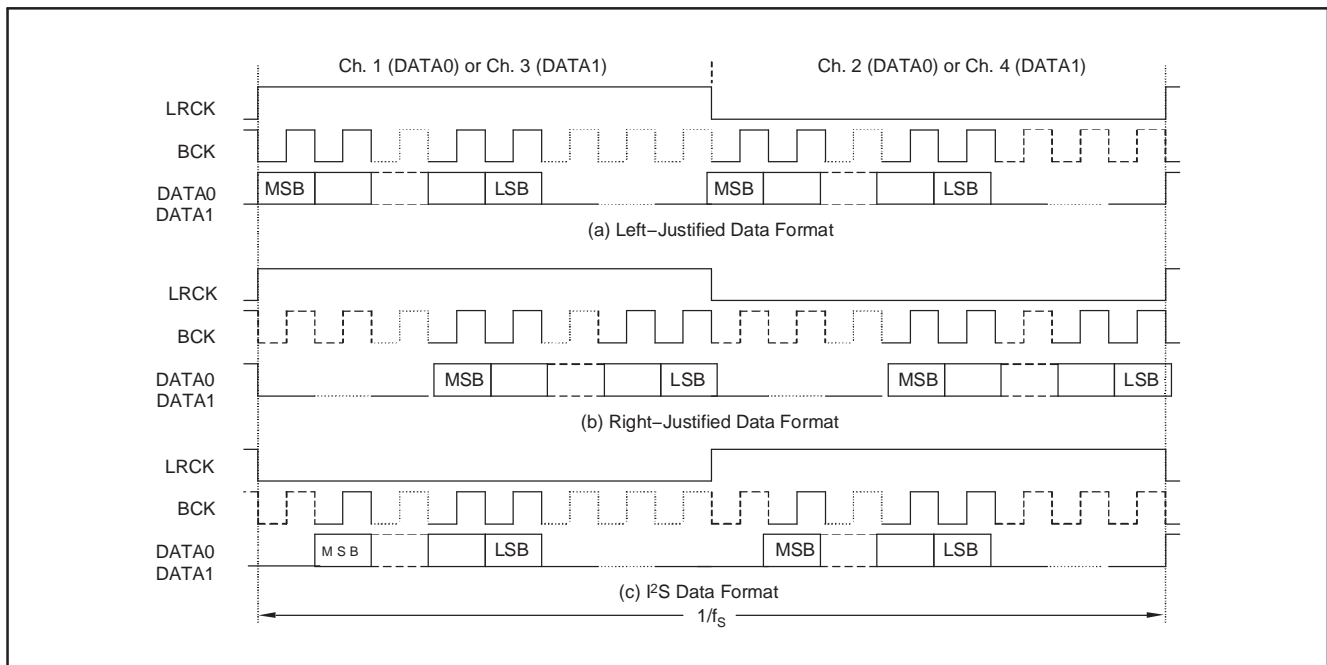 Ch. 1 (DATA0) or Ch. 3 (DATA1) Ch. 2 (DATA0) or Ch. 4 (DATA1)
LRCK
BCK
DATA0 MSB LSB MSB LSB
DATA1
(a) Left−Justified Data Format
LRCK
BCK
DATA0 MSB LSB MSB LSB
DATA1
(b) Right−Justified Data Format
LRCK
BCK
DATA0 M S B LSB MSB LSB
DATA1
(c) I²S Data Format
1/fS